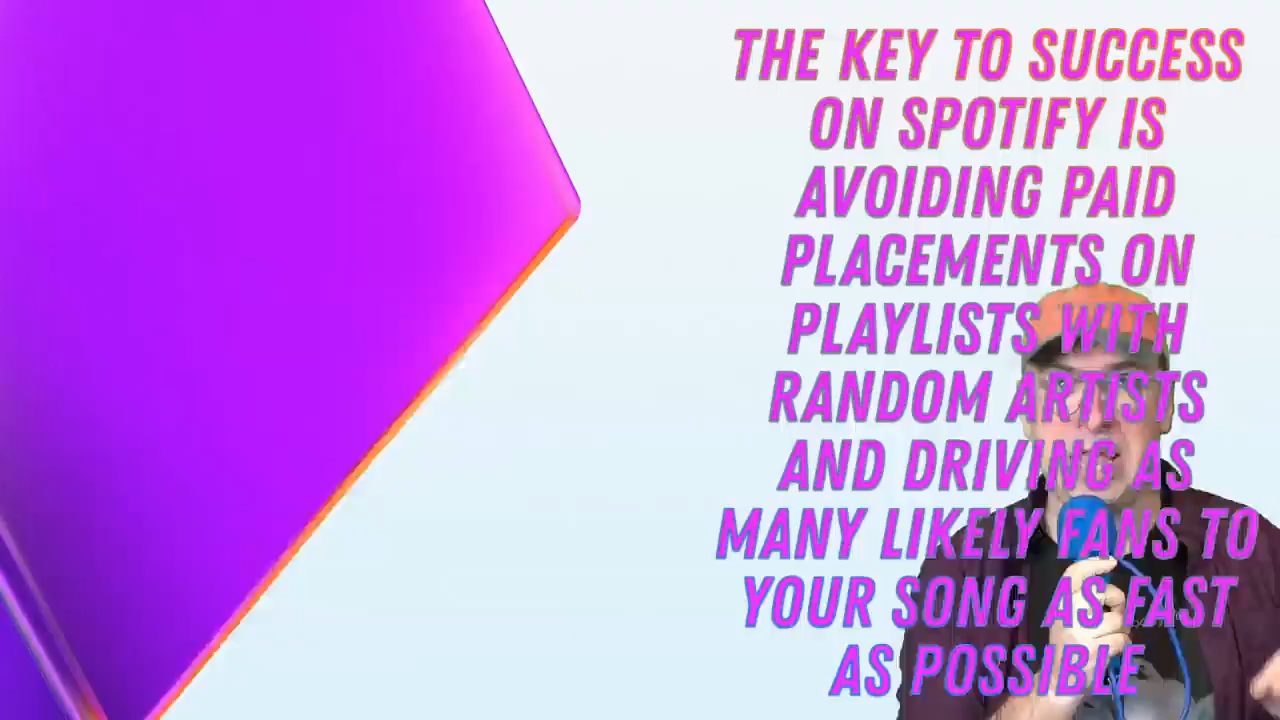 THE KEY TO SUCCESS
ON SPOTIFY IS
AVOIDING PAID
PLACEMENTS ON
PLAYLISTS WITH
RANDOM ARTISTS
AND DRIVING AS
MANY LIKELY FANS TO
YOUR SONG AS FAST
AS POSSIBLE